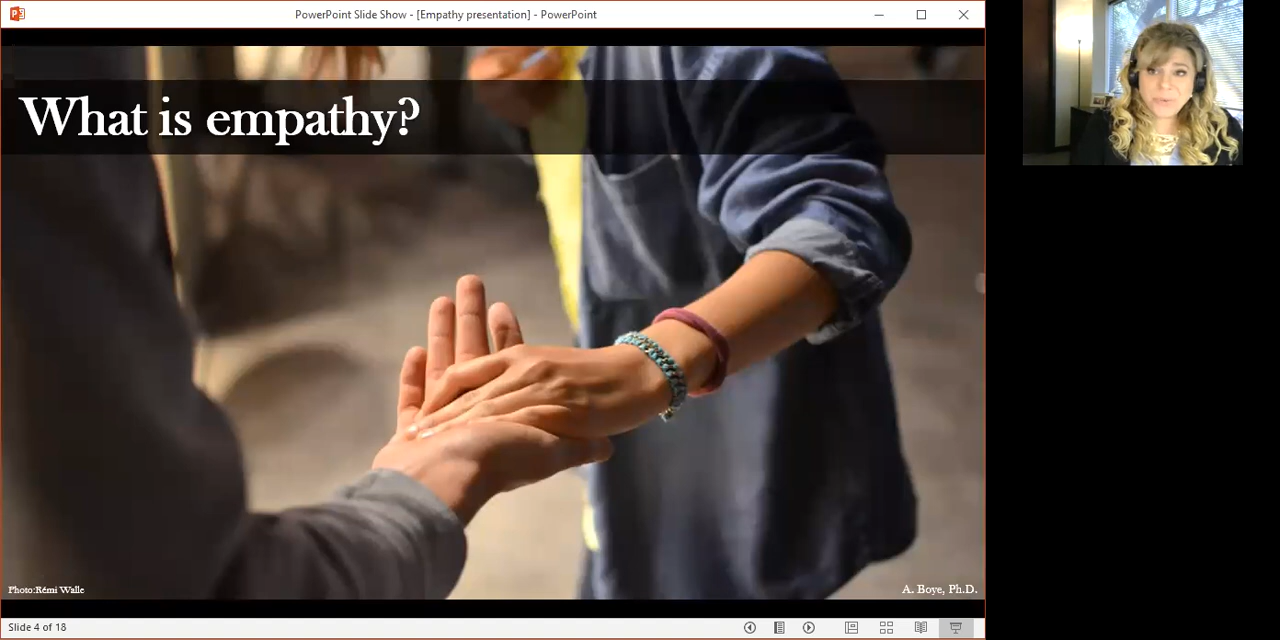 PowerPoint Slide Show - [Empathy presentation] - PowerPoint
What is empathy?
Photo:Rémi Walle
A. Boye, Ph.D.
Slide 4 of 18